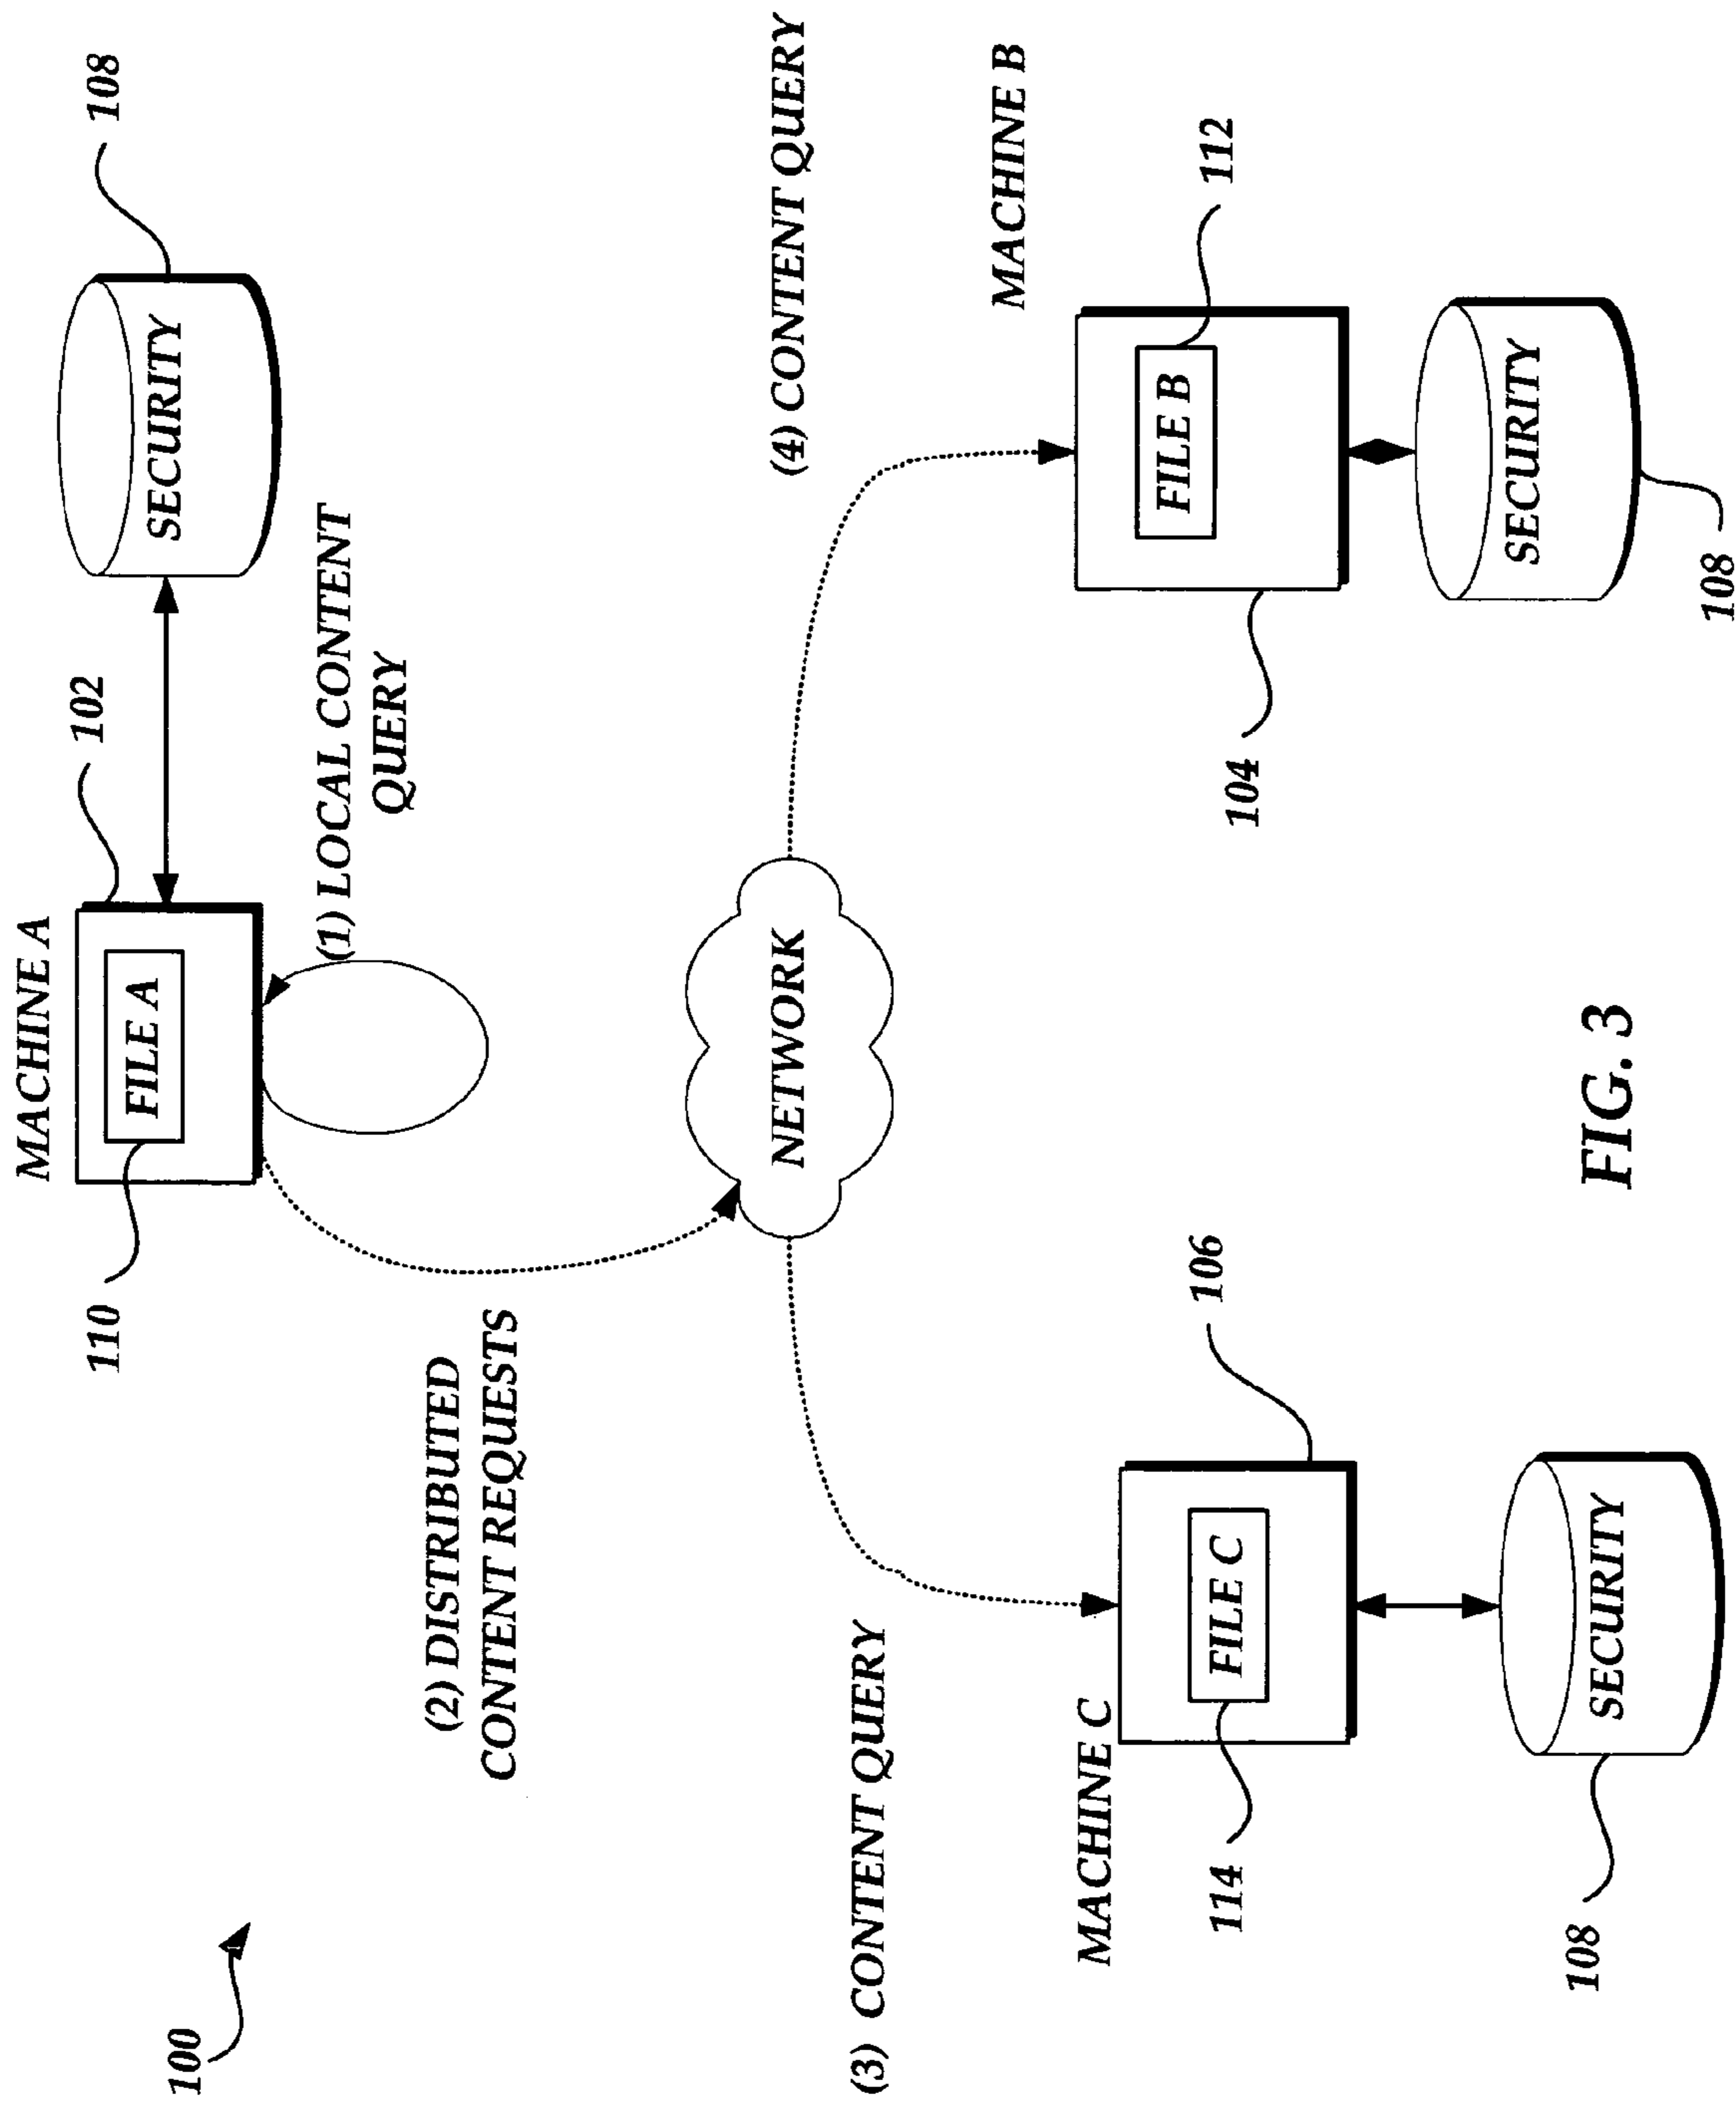 100
MACHINE A
110
FILE A
102
SECURITY
108
(1) LOCAL CONTENT
QUERY
(2) DISTRIBUTED
CONTENT REQUESTS
NETWORK
(3) CONTENT QUERY
(4) CONTENT QUERY
MACHINE C
114
FILE C
106
SECURITY
108
MACHINE B
FILE B
112
104
SECURITY
108
FIG. 3